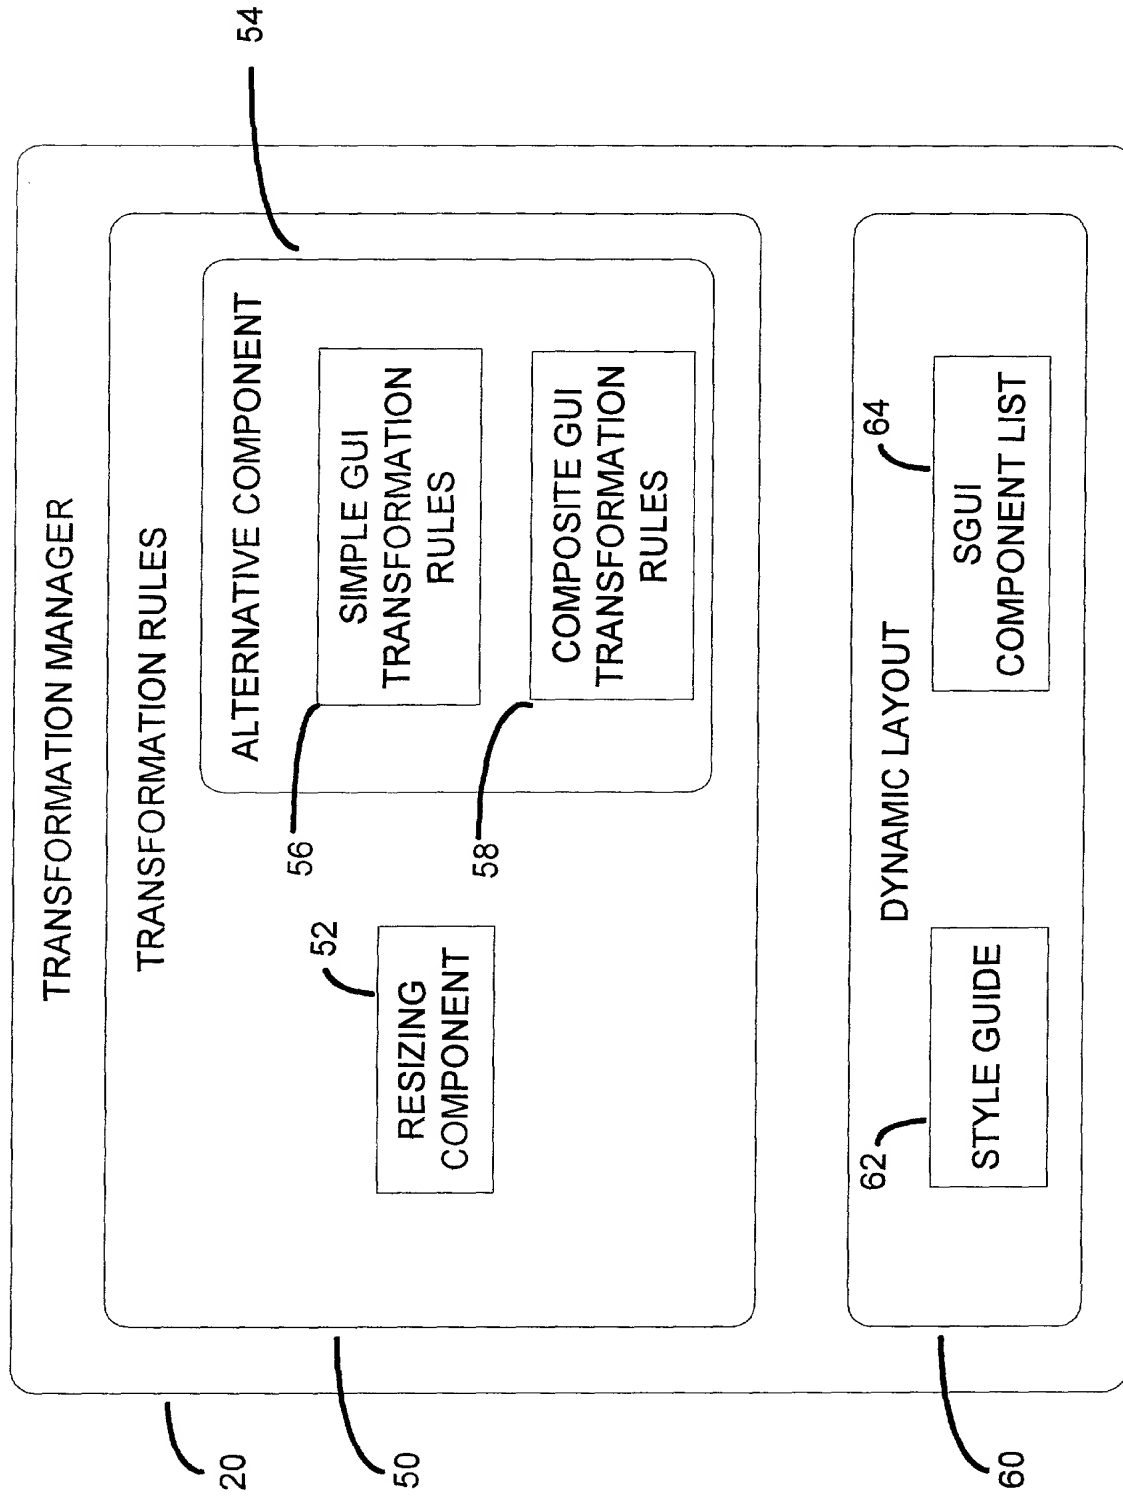 TRANSFORMATION MANAGER
20
TRANSFORMATION RULES
50
ALTERNATIVE COMPONENT
54
RESIZING
COMPONENT
52
SIMPLE GUI
TRANSFORMATION
RULES
56
COMPOSITE GUI
TRANSFORMATION
RULES
58
DYNAMIC LAYOUT
60
STYLE GUIDE
62
SGUI
COMPONENT LIST
64